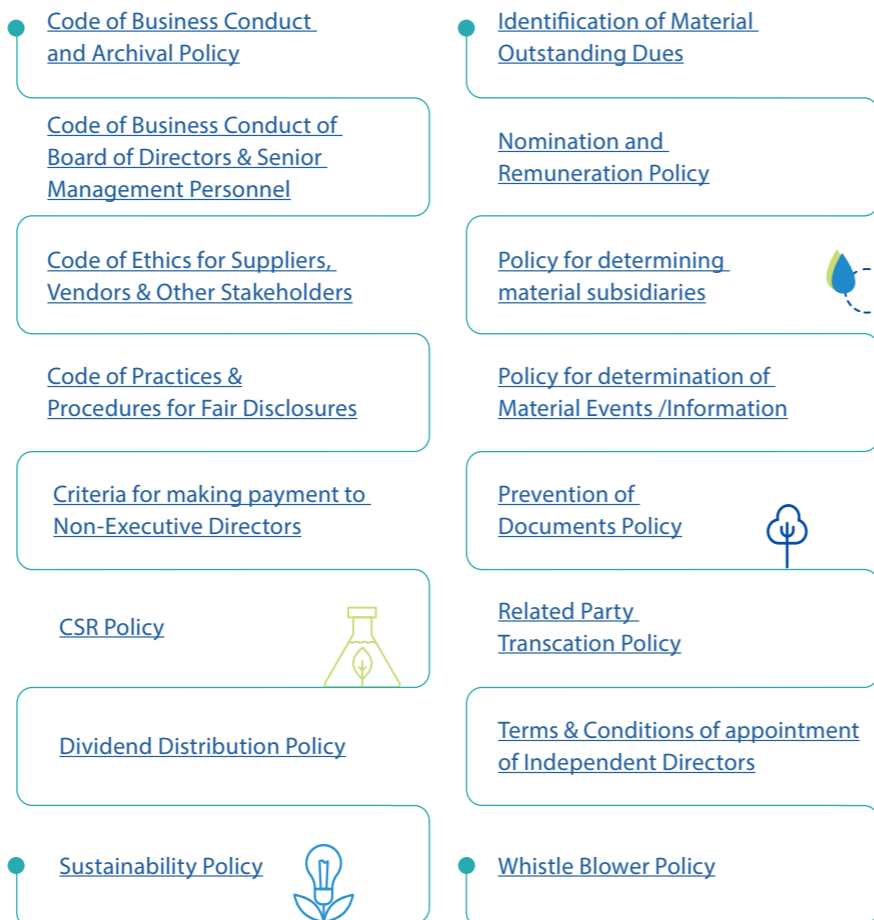 Code of Business Conduct
and Archival Policy
Code of Business Conduct of
Board of Directors & Senior
Management Personnel
Code of Ethics for Suppliers,
Vendors & Other Stakeholders
Code of Practices &
Procedures for Fair Disclosures
Criteria for making payment to
Non-Executive Directors
CSR Policy
Dividend Distribution Policy
Sustainability Policy
Identifiication of Material
Outstanding Dues
Nomination and
Remuneration Policy
Policy for determining
material subsidiaries
Policy for determination of
Material Events /Information
Prevention of
Documents Policy
Related Party
Transcation Policy
Terms & Conditions of appointment
of Independent Directors
Whistle Blower Policy